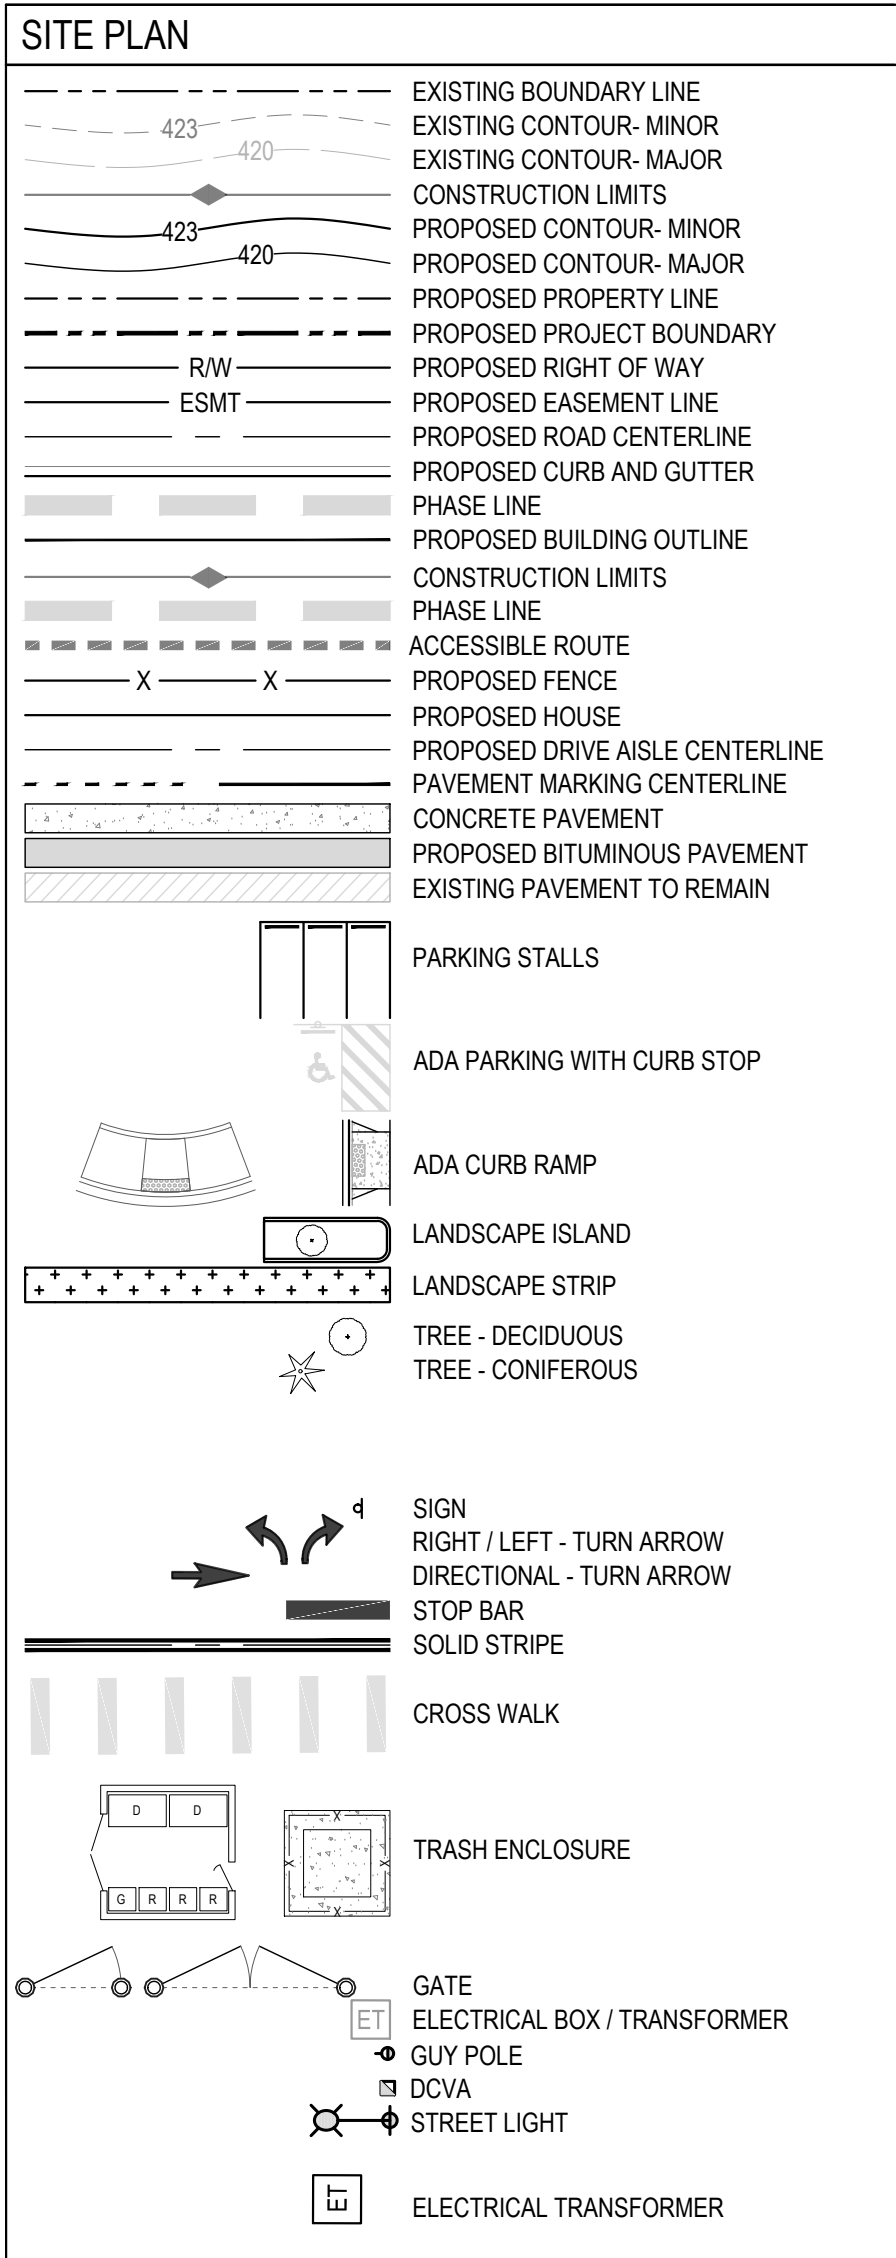 SITE PLAN
EXISTING BOUNDARY LINE
423 EXISTING CONTOUR- MINOR
420 EXISTING CONTOUR- MAJOR
CONSTRUCTION LIMITS
423 PROPOSED CONTOUR- MINOR
420 PROPOSED CONTOUR- MAJOR
PROPOSED PROPERTY LINE
PROPOSED PROJECT BOUNDARY
R/W PROPOSED RIGHT OF WAY
ESMT PROPOSED EASEMENT LINE
PROPOSED ROAD CENTERLINE
PROPOSED CURB AND GUTTER
PHASE LINE
PROPOSED BUILDING OUTLINE
CONSTRUCTION LIMITS
PHASE LINE
ACCESSIBLE ROUTE
X X PROPOSED FENCE
PROPOSED HOUSE
PROPOSED DRIVE AISLE CENTERLINE
PAVEMENT MARKING CENTERLINE
CONCRETE PAVEMENT
PROPOSED BITUMINOUS PAVEMENT
EXISTING PAVEMENT TO REMAIN
PARKING STALLS
ADA PARKING WITH CURB STOP
ADA CURB RAMP
LANDSCAPE ISLAND
LANDSCAPE STRIP
TREE - DECIDUOUS
TREE - CONIFEROUS
SIGN
RIGHT / LEFT - TURN ARROW
DIRECTIONAL - TURN ARROW
STOP BAR
SOLID STRIPE
CROSS WALK
D D
X
X X
TRASH ENCLOSURE
G R R R
X
GATE
ET ELECTRICAL BOX / TRANSFORMER
GUY POLE
DCVA
STREET LIGHT
ET ELECTRICAL TRANSFORMER